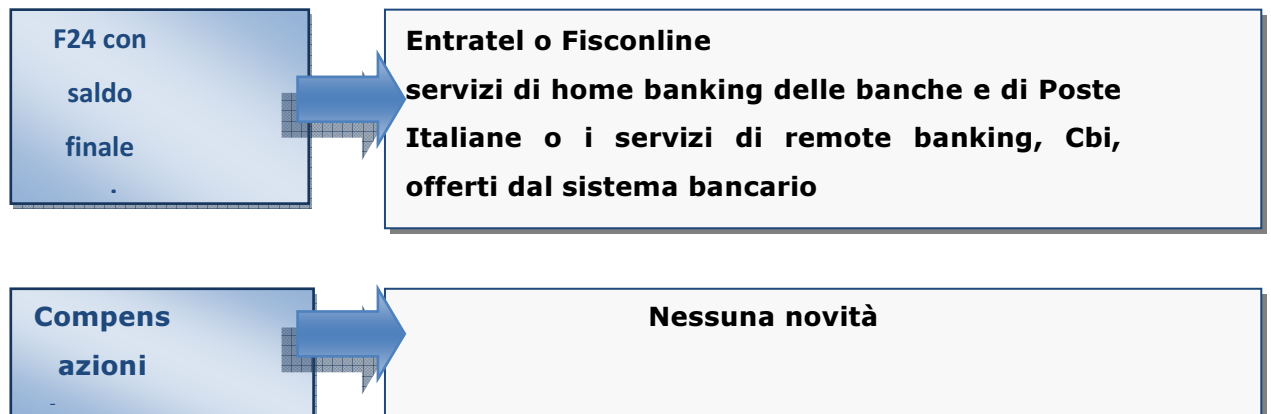 F24 con
saldo
finale
Entratel o Fisconline
servizi di home banking delle banche e di Poste
Italiane o i servizi di remote banking, Cbi,
offerti dal sistema bancario
Compens
azioni
Nessuna novità